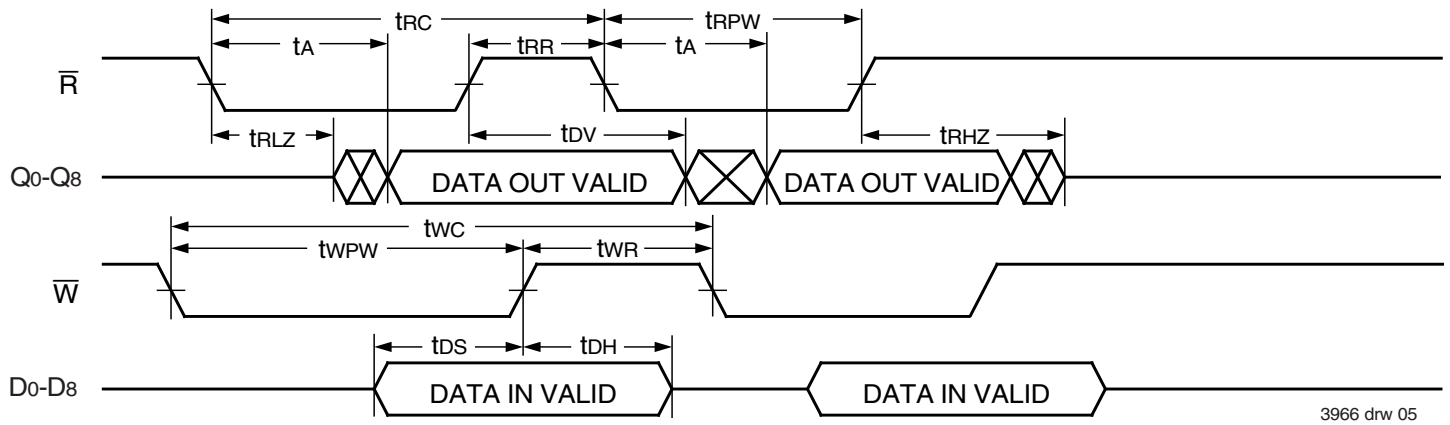 tRC tRPW
tA tRR tA
R̅
tRLZ tDV tRHZ
Q0-Q8 DATA OUT VALID DATA OUT VALID
tWC
tWPW tWR
W̅
tDS tDH
D0-D8 DATA IN VALID DATA IN VALID
3966 drw 05